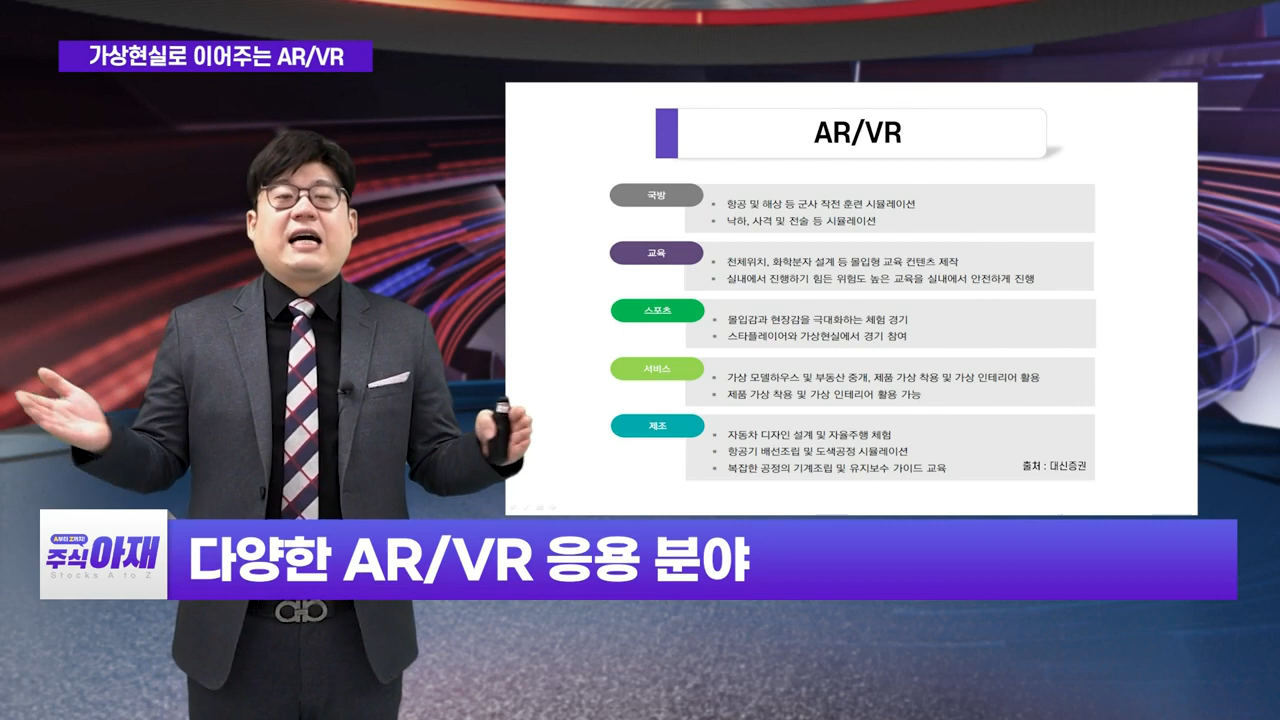 가상현실로 이어주는 AR/VR
AR/VR
국방
항공 및 해상 등 군사 작전 훈련 시뮬레이션
낙하, 사격 및 전술 등 시뮬레이션
교육
천체위치, 화학분자 설계 등 몰입형 교육 컨텐츠 제작
실내에서 진행하기 힘든 위험도 높은 교육을 실내에서 안전하게 진행
스포츠
몰입감과 현장감을 극대화하는 체험 경기
스타플레이어와 가상현실에서 경기 참여
서비스
가상 모델하우스 및 부동산 중개, 제품 가상 착용 및 가상 인테리어 활용
제품 가상 착용 및 가상 인테리어 활용 가능
제조
자동차 디자인 설계 및 자율주행 체험
항공기 배선조립 및 도색공정 시뮬레이션
복잡한 공정의 기계조립 및 유지보수 가이드 교육
출처 : 대신증권
A부터 Z까지!
주식아재
Stocks A to Z
다양한 AR/VR 응용 분야